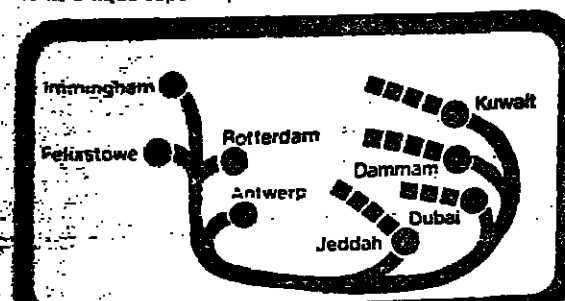 Immingham
Kuwait
Felixstowe
Rotterdam
Dammam
Antwerp
Dubai
Jeddah